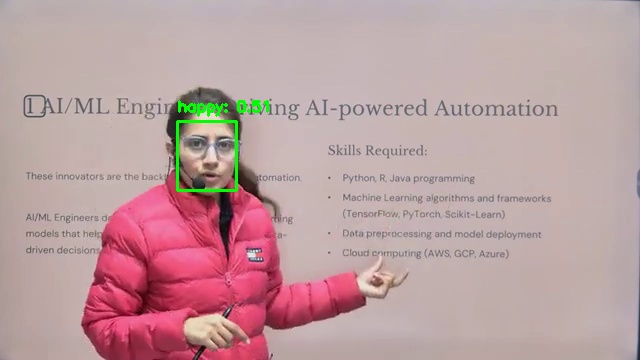 1 AI/ML Engin ing AI-powered Automation
happy: 0.51
Skills Required:
These innovators are the back tomation.
• Python, R, Java programming
• Machine Learning algorithms and frameworks
(TensorFlow, PyTorch, Scikit-Learn)
AI/ML Engineers de
models that help
driven decisions
• Data preprocessing and model deployment
• Cloud computing (AWS, GCP, Azure)